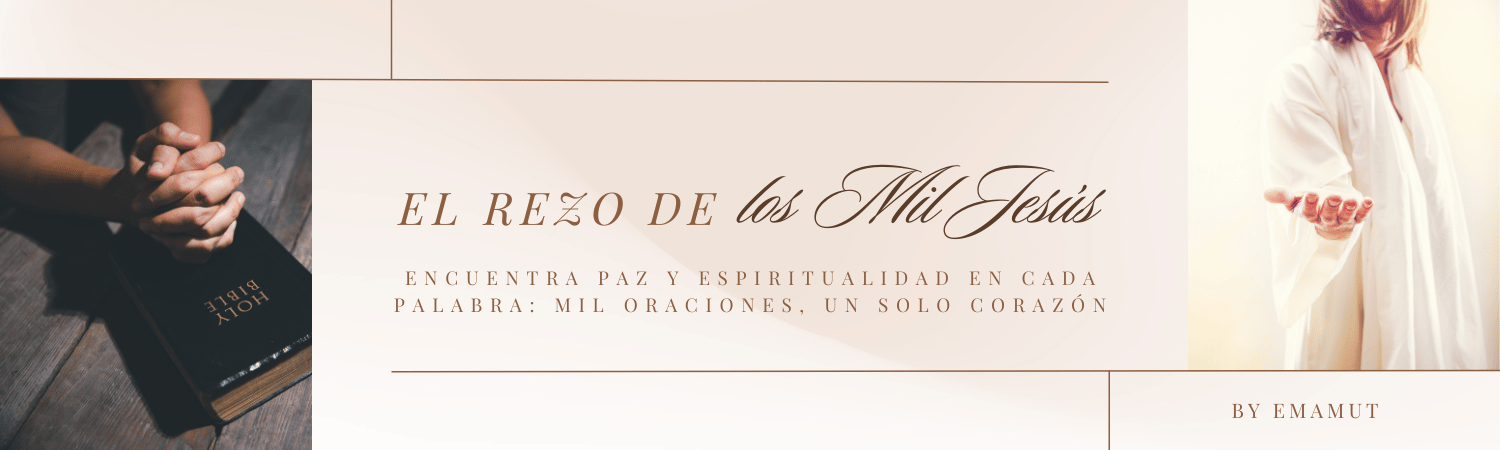 EL REZO DE los Mil Jesús
ENCUENTRA PAZ Y ESPIRITUALIDAD EN CADA
PALABRA: MIL ORACIONES, UN SOLO CORAZÓN
HOLY
BIBLE
BY EMAMUT